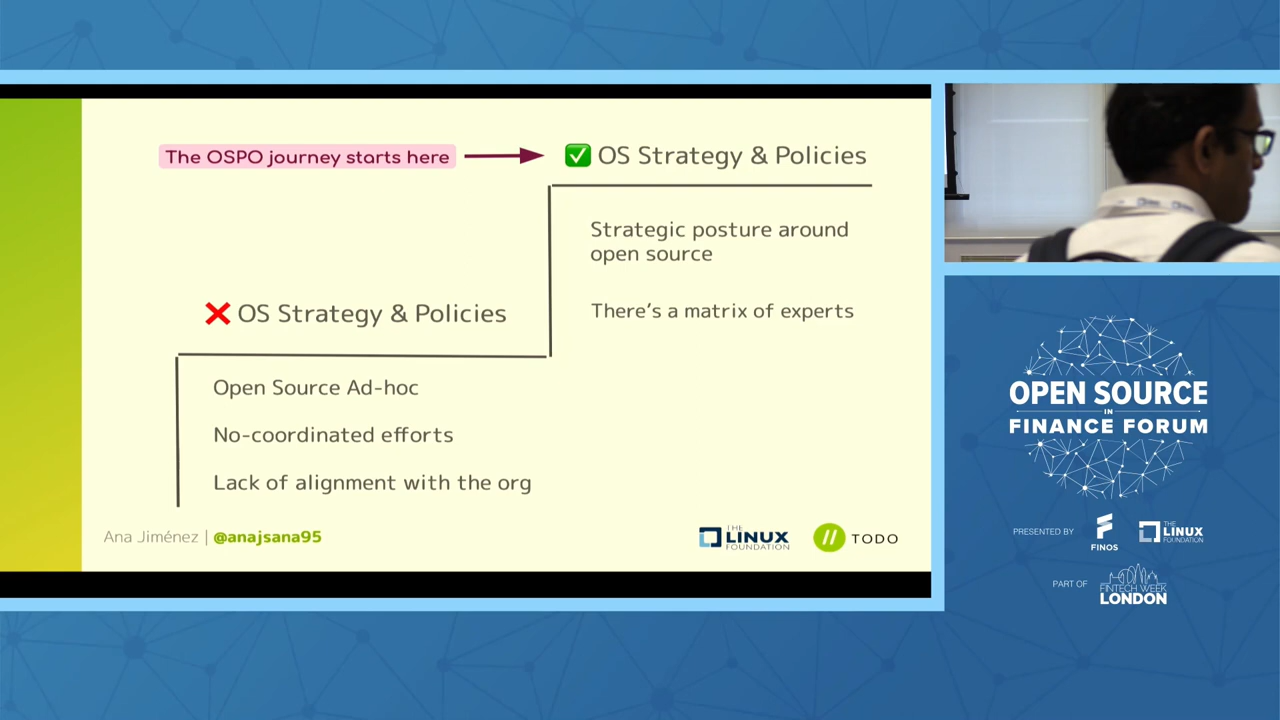 The OSPO journey starts here
✅ OS Strategy & Policies
Strategic posture around
open source
There's a matrix of experts
❌ OS Strategy & Policies
Open Source Ad-hoc
No-coordinated efforts
Lack of alignment with the org
Ana Jiménez | @anajsana95
THE
LINUX
FOUNDATION
// TODO
OPEN SOURCE
IN
FINANCE FORUM
PRESENTED BY
FINOS
THE
LINUX
FOUNDATION
PART OF
FINTECH WEEK
LONDON